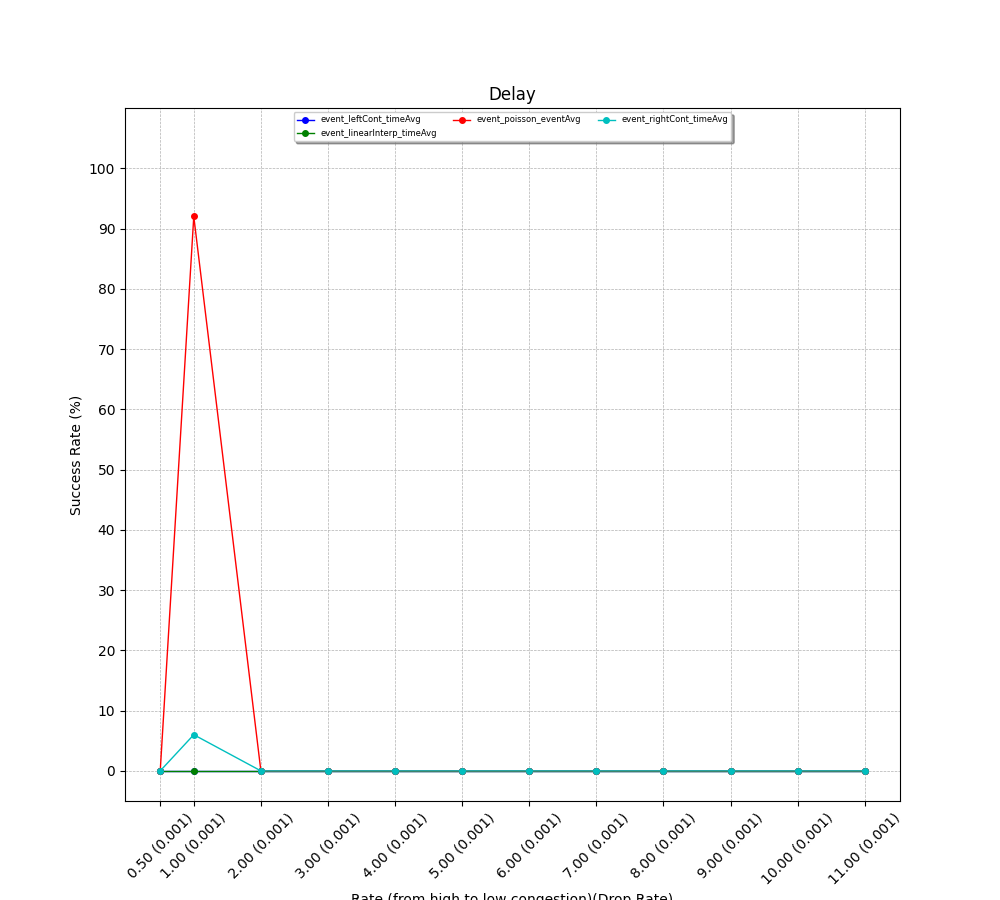 Delay
event_leftCont_timeAvg event_poisson_eventAvg event_rightCont_timeAvg
event_linearInterp_timeAvg
100
90
80
70
60
50
40
30
20
10
0
Success Rate (%)
0.50 (0.001) 1.00 (0.001) 2.00 (0.001) 3.00 (0.001) 4.00 (0.001) 5.00 (0.001) 6.00 (0.001) 7.00 (0.001) 8.00 (0.001) 9.00 (0.001) 10.00 (0.001) 11.00 (0.001)
Rate (from high to low congestion)(Drop Rate)